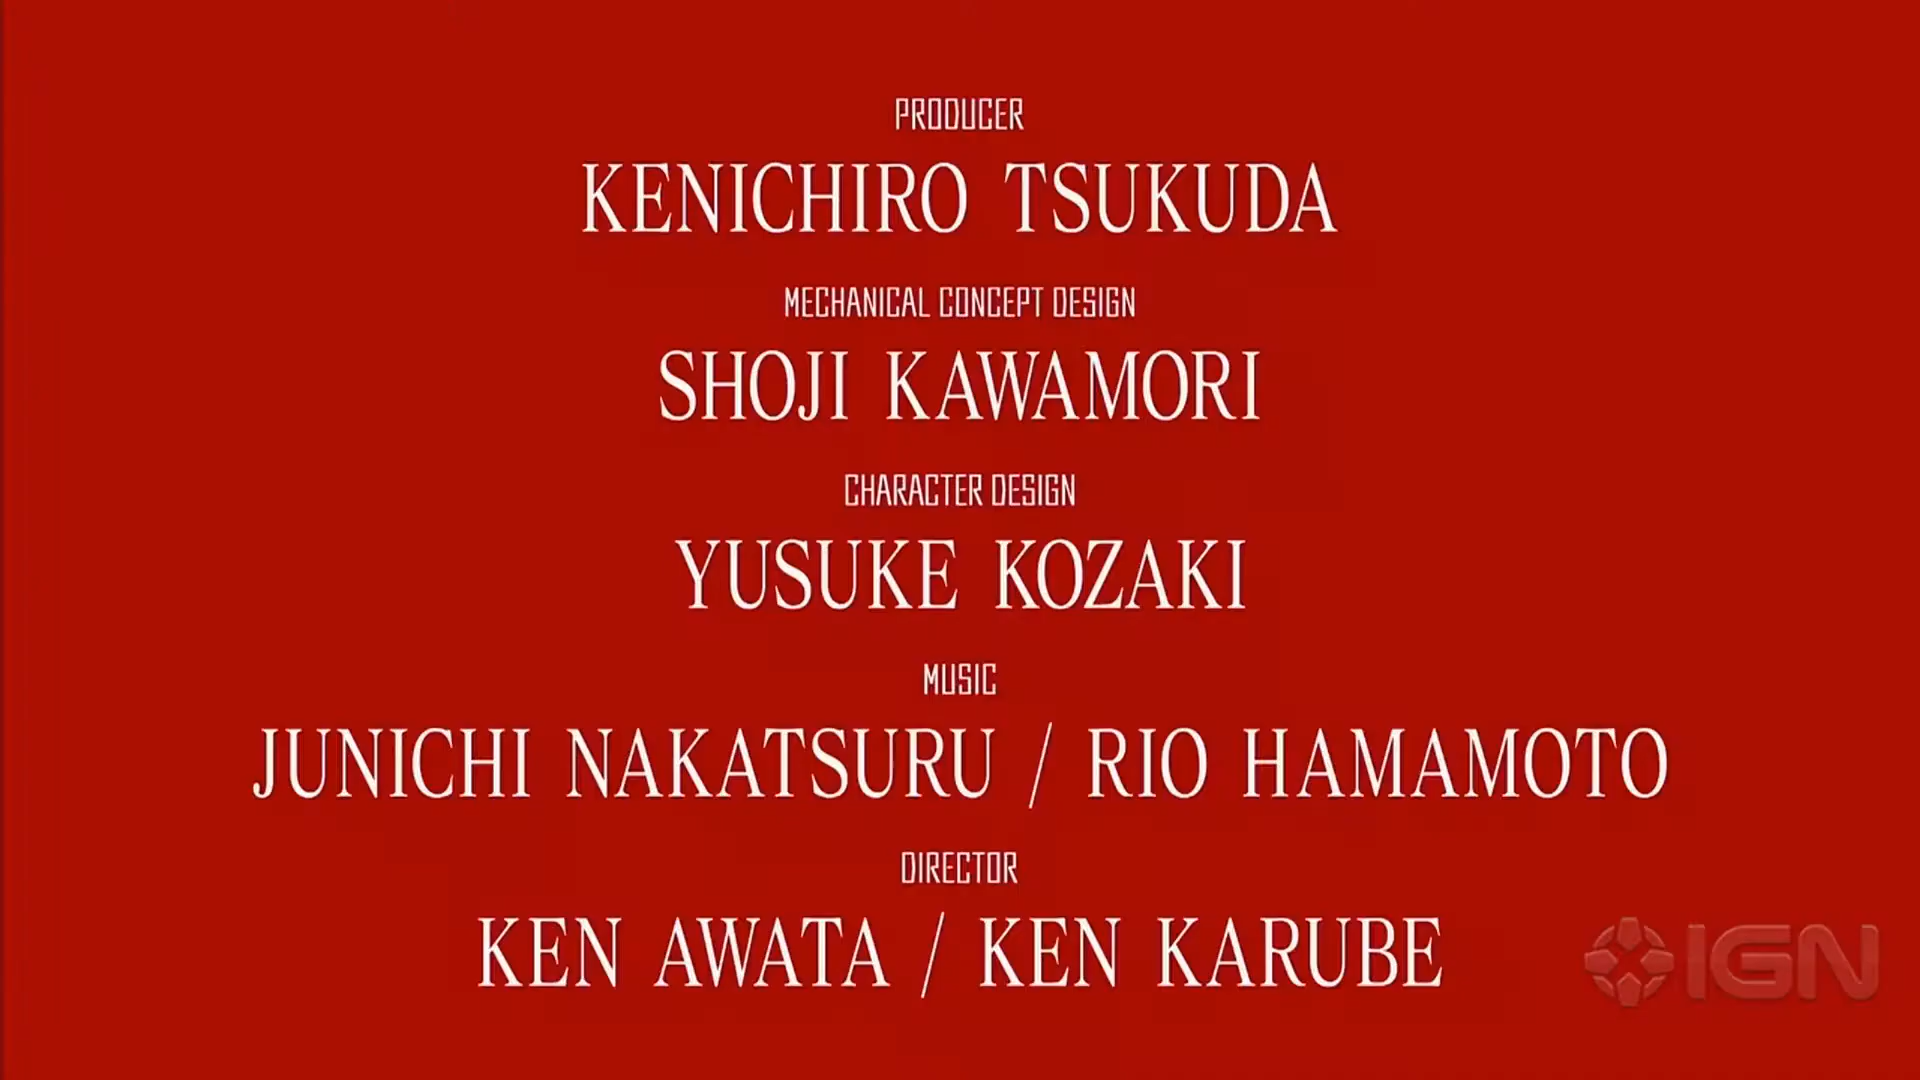 PRODUCER
KENICHIRO TSUKUDA
MECHANICAL CONCEPT DESIGN
SHOJI KAWAMORI
CHARACTER DESIGN
YUSUKE KOZAKI
MUSIC
JUNICHI NAKATSURU / RIO HAMAMOTO
DIRECTOR
KEN AWATA / KEN KARUBE
IGN